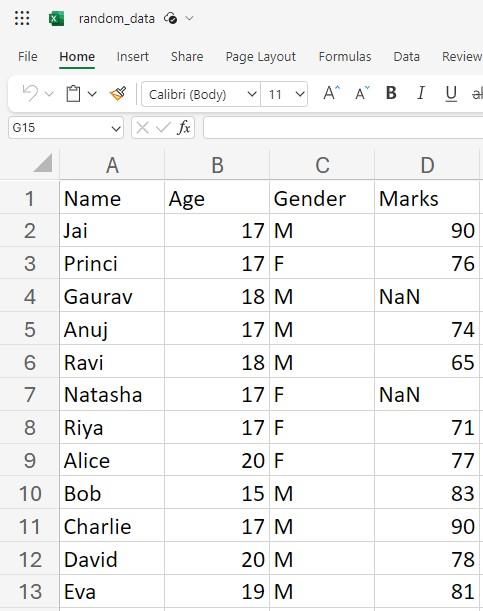 random_data
File Home Insert Share Page Layout Formulas Data Review
Calibri (Body) 11 A A B I U ab
G15 fx
A B C D
1 Name Age Gender Marks
2 Jai 17 M 90
3 Princi 17 F 76
4 Gaurav 18 M NaN
5 Anuj 17 M 74
6 Ravi 18 M 65
7 Natasha 17 F NaN
8 Riya 17 F 71
9 Alice 20 F 77
10 Bob 15 M 83
11 Charlie 17 M 90
12 David 20 M 78
13 Eva 19 M 81